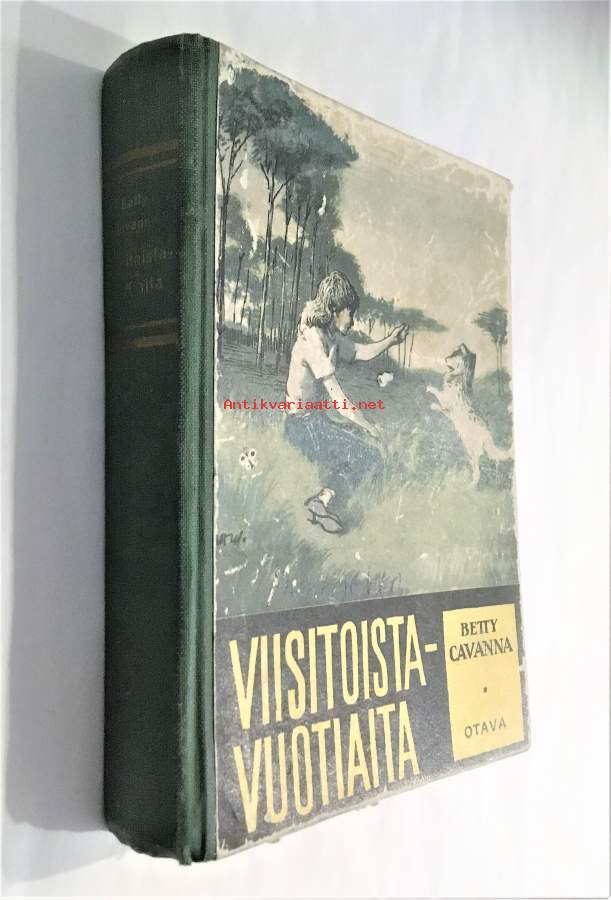 Antikvariaatti.net
VIISITOISTA-
VUOTIAITA
BETTY
CAVANNA
OTAVA